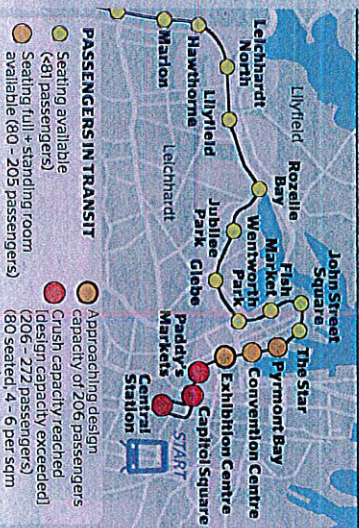 Leichhardt
North
Lilyfield
Rozelle
Bay
John Street
Square
Fish
Market
Wentworth
Park
The Star
Pyrmont Bay
Convention Centre
Exhibition Centre
Lilyfield
Hawthorne
Marion
Leichhardt
Jubilee
Park
Glebe
Paddy's
Markets
Capitol Square
Central
Station
START
PASSENGERS IN TRANSIT
Seating available
(<81 passengers)
Seating full + standing room
available (80 - 205 passengers)
Approaching design
capacity of 206 passengers
Crush capacity reached
[design capacity exceeded]
(206 - 272 passengers)
(80 seated, 4 - 6 per sqm